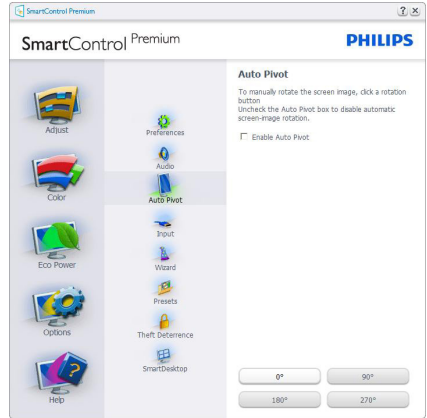 SmartControl Premium
SmartControl Premium
PHILIPS
Adjust
Color
Eco Power
Options
Help
Preferences
Audio
Auto Pivot
Input
Wizard
Presets
Theft Deterrence
SmartDesktop
Auto Pivot
To manually rotate the screen image, click a rotation
button
Uncheck the Auto Pivot box to disable automatic
screen-image rotation.
Enable Auto Pivot
0° 90°
180° 270°